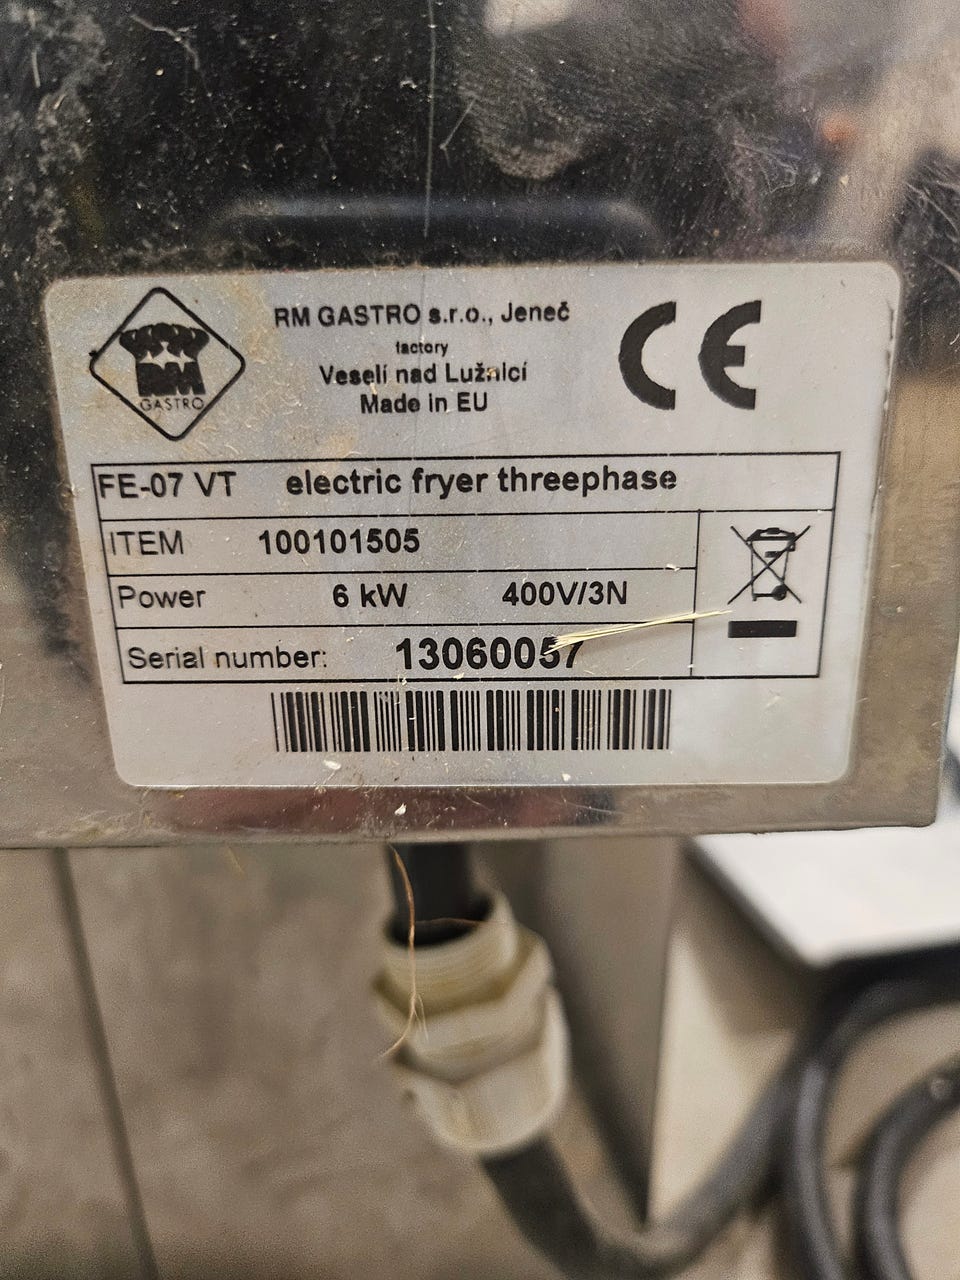 RM
GASTRO
RM GASTRO s.r.o., Jeneč
factory
Veselí nad Lužnicí
Made in EU
CE
FE-07 VT electric fryer threephase
ITEM 100101505
Power 6 kW 400V/3N
Serial number: 13060057